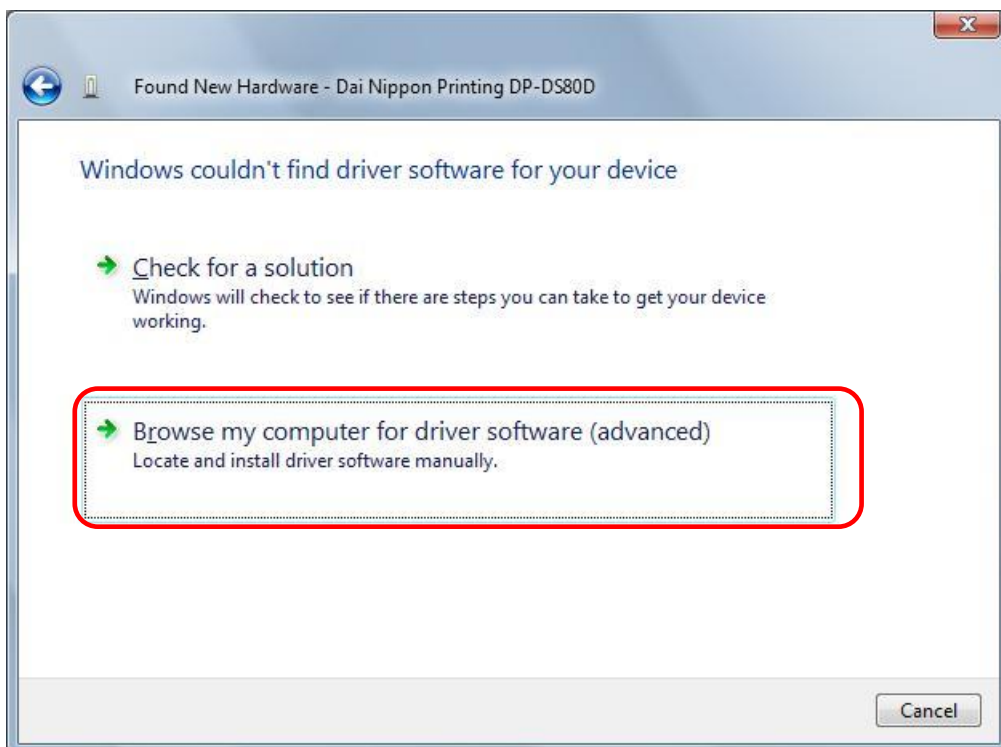 Found New Hardware - Dai Nippon Printing DP-DS80D
Windows couldn't find driver software for your device
Check for a solution
Windows will check to see if there are steps you can take to get your device
working.
Browse my computer for driver software (advanced)
Locate and install driver software manually.
Cancel